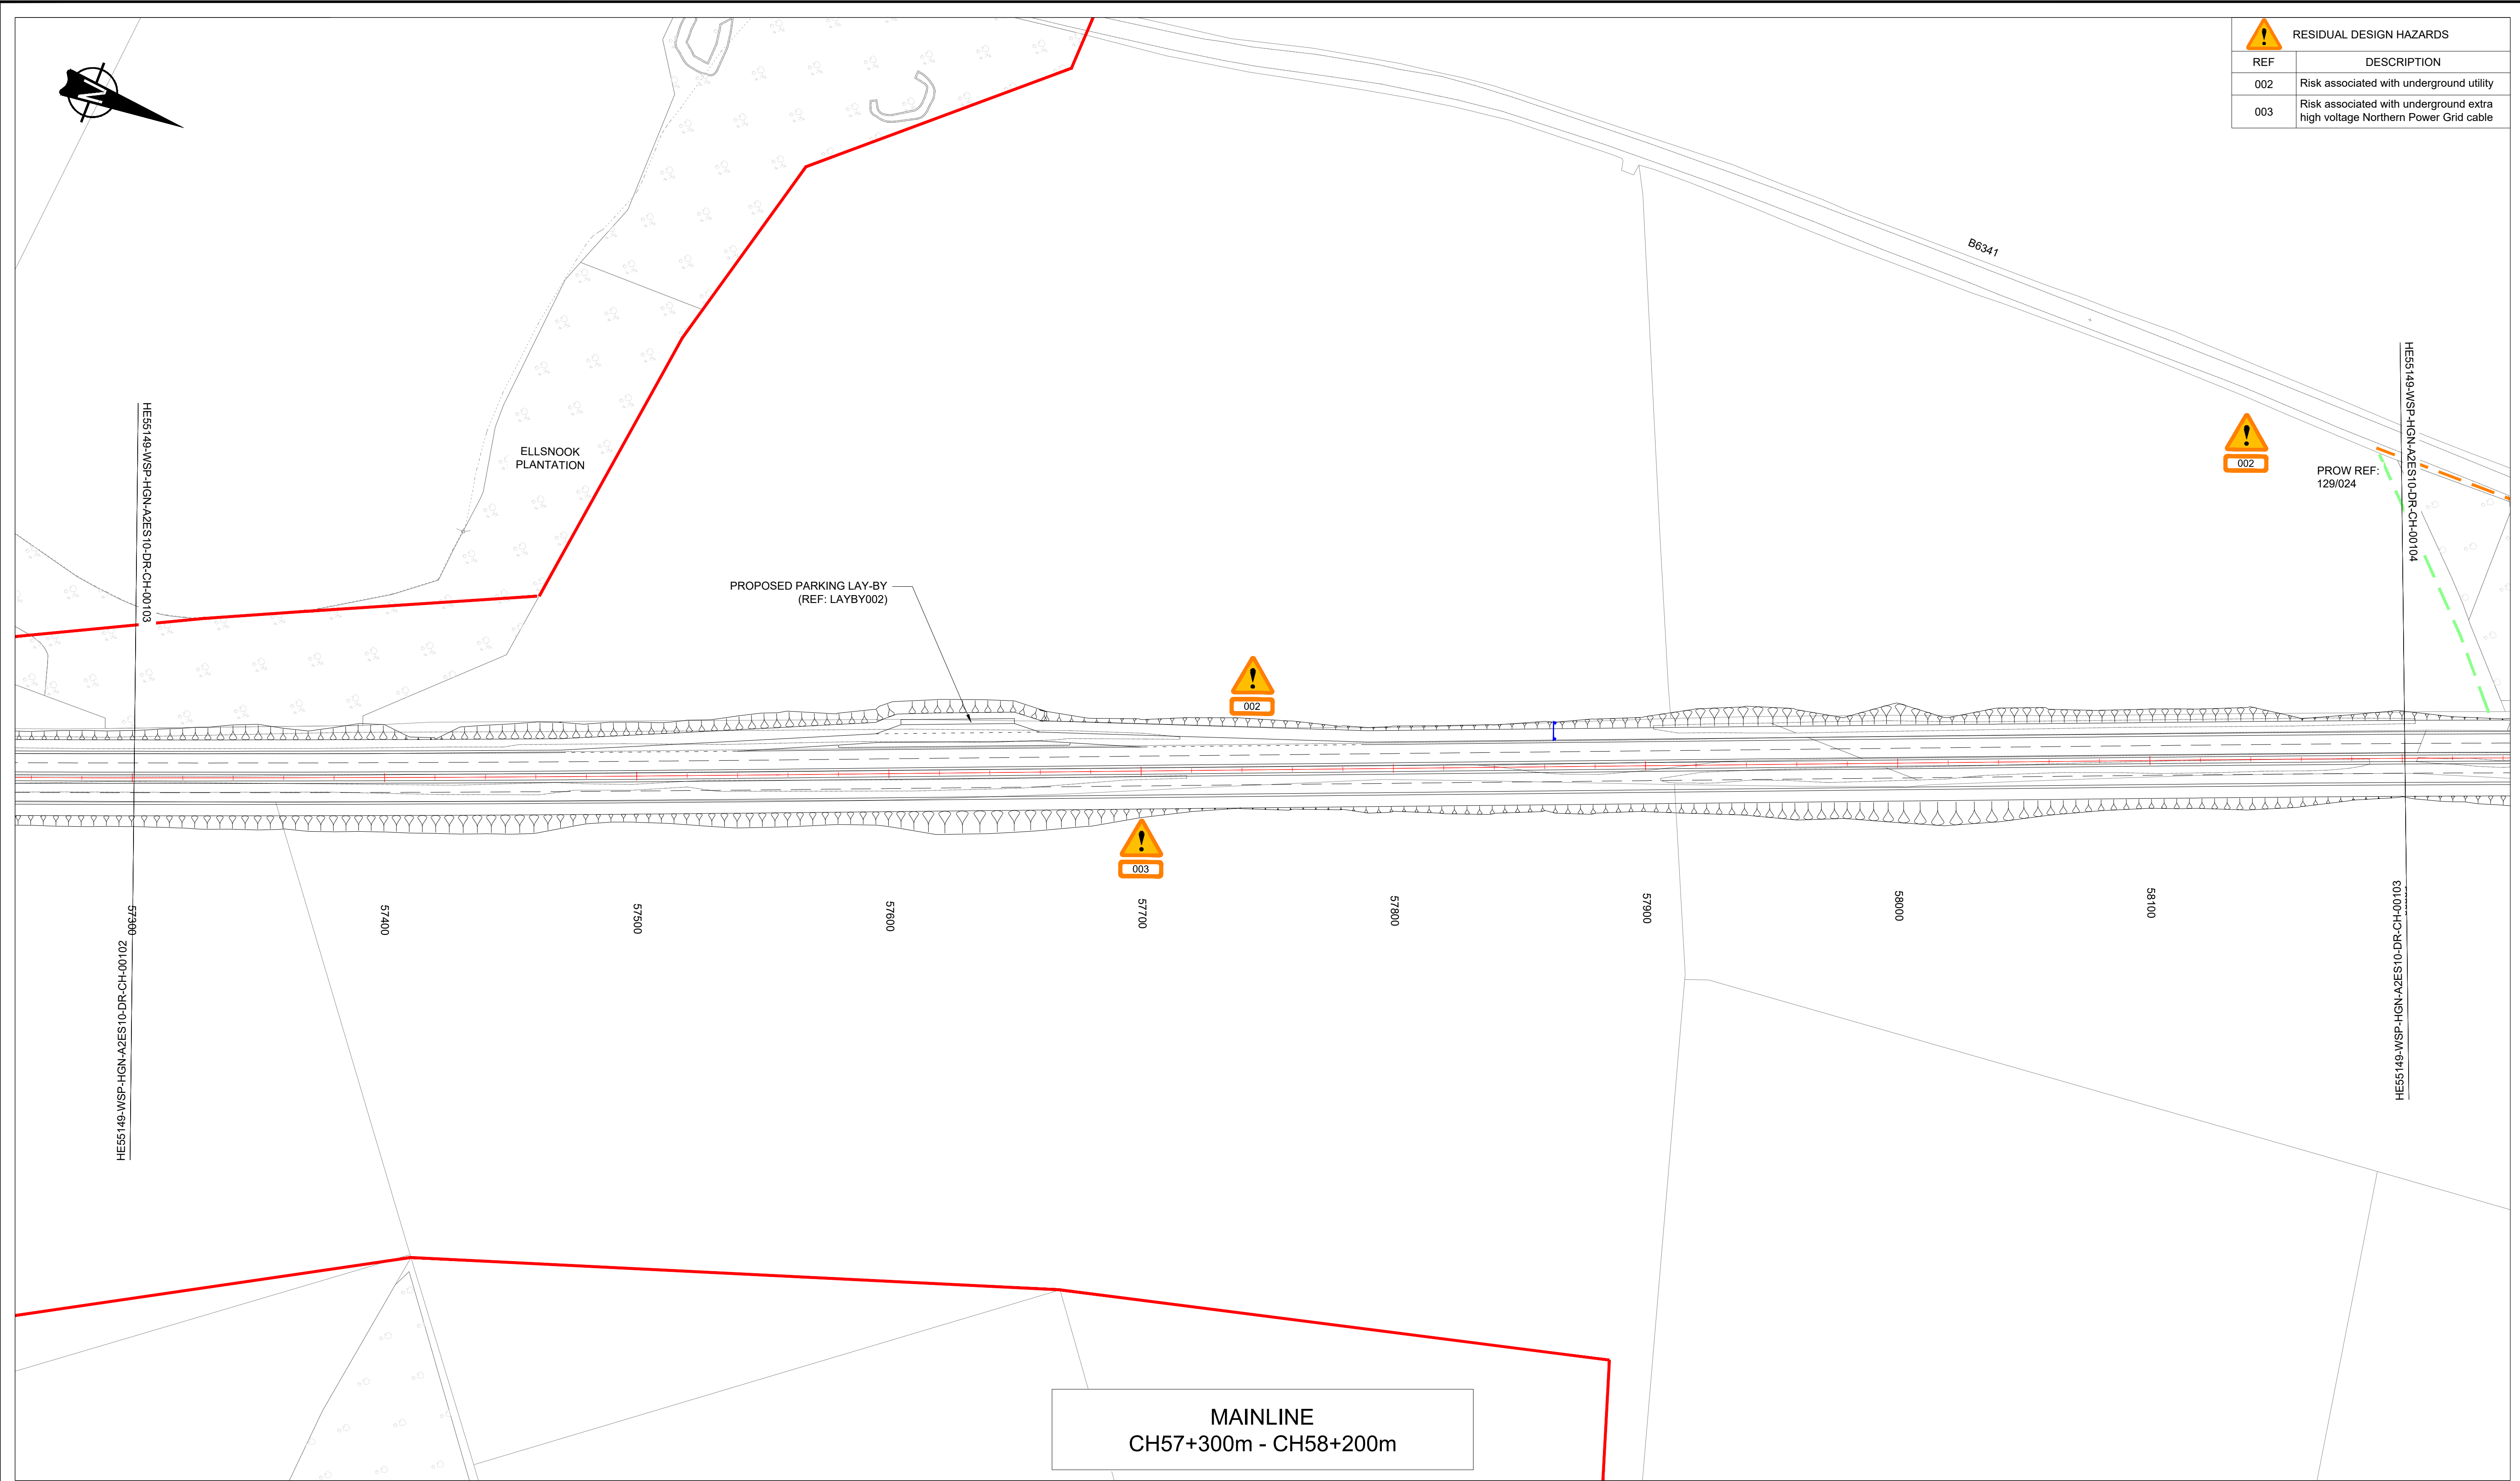 RESIDUAL DESIGN HAZARDS
REF DESCRIPTION
002 Risk associated with underground utility
003 Risk associated with underground extra
high voltage Northern Power Grid cable
N
B6341
HE55149-WSP-HGN-A2ES10-DR-CH-00103
HE55149-WSP-HGN-A2ES10-DR-CH-00104
ELLSNOOK
PLANTATION
002
PROW REF:
129/024
PROPOSED PARKING LAY-BY
(REF: LAYBY002)
002
003
57300
57400
57500
57600
57700
57800
57900
58000
58100
HE55149-WSP-HGN-A2ES10-DR-CH-00102
HE55149-WSP-HGN-A2ES10-DR-CH-00103
MAINLINE
CH57+300m - CH58+200m